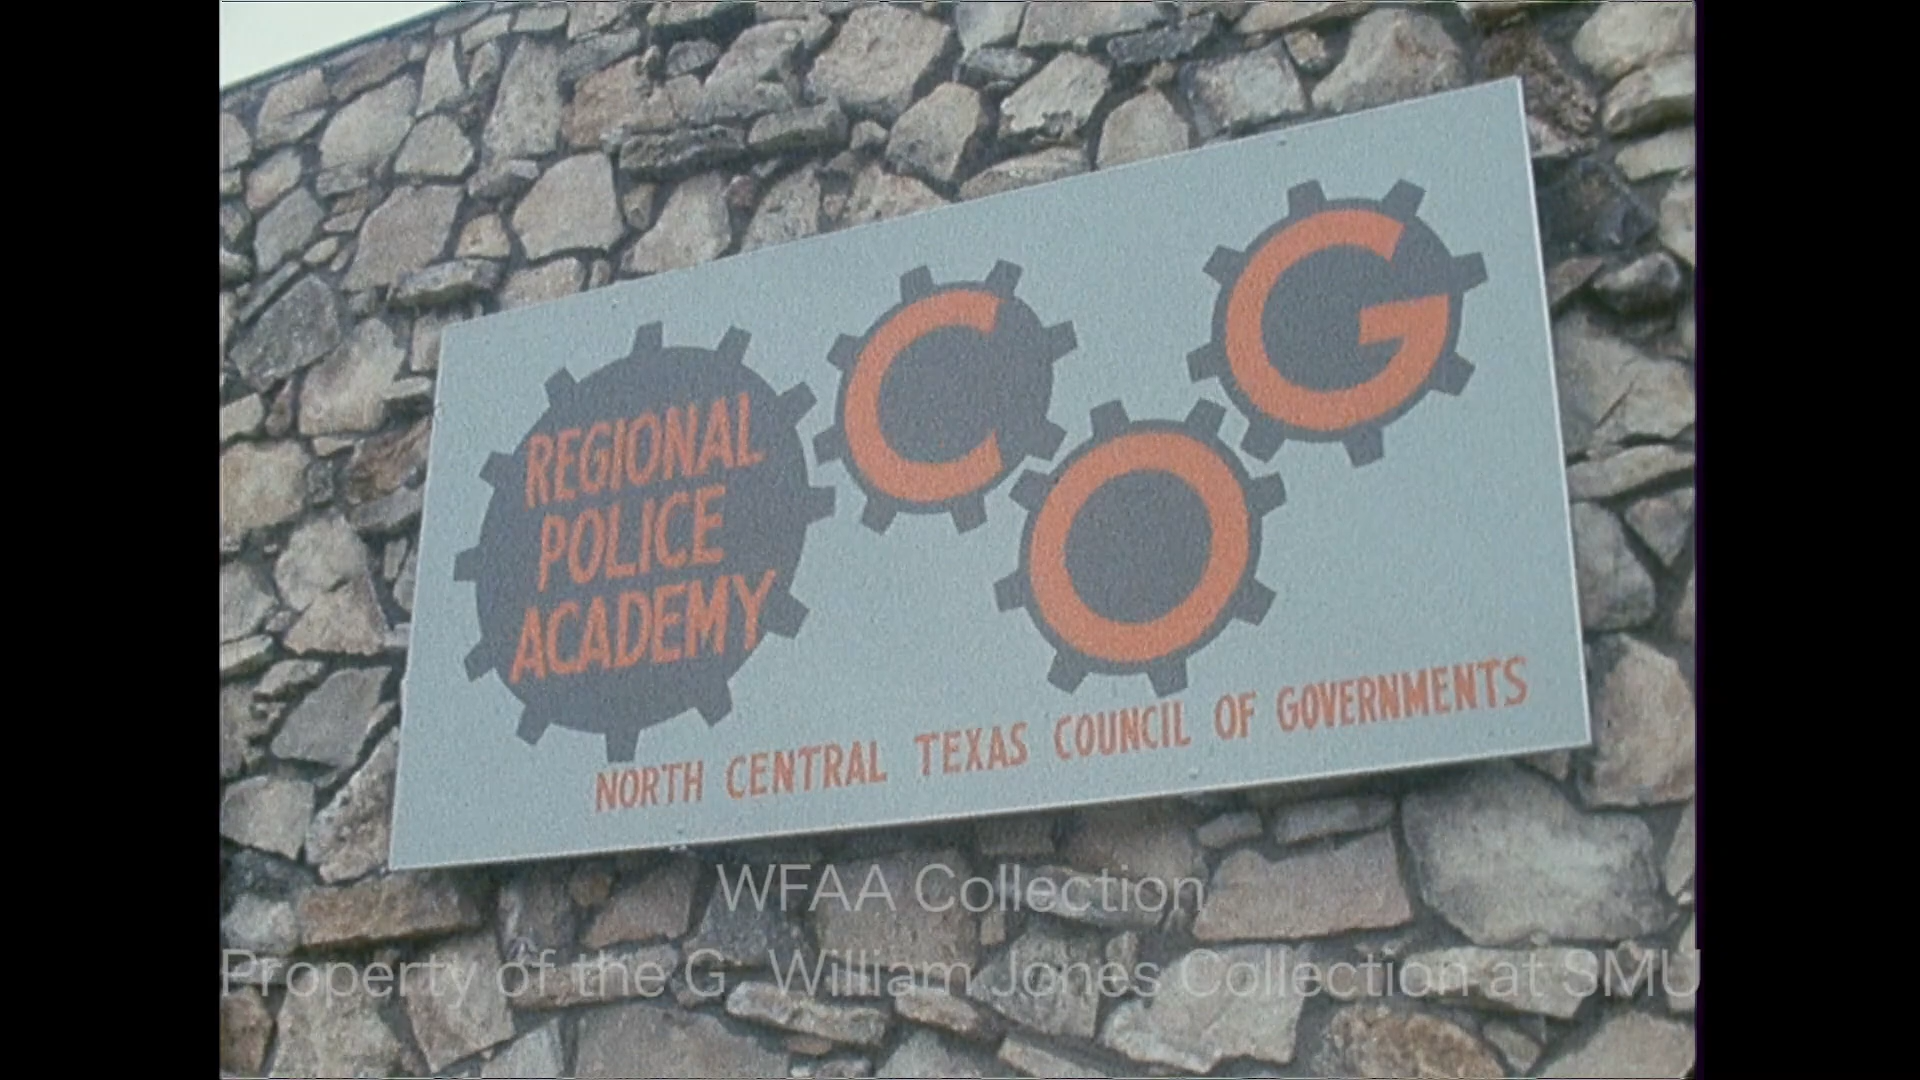 REGIONAL
POLICE
ACADEMY
C
O
G
NORTH CENTRAL TEXAS COUNCIL OF GOVERNMENTS
WFAA Collection
Property of the G. William Jones Collection at SMU